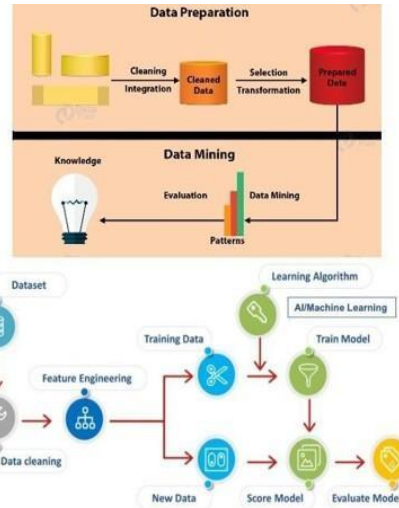 Data Preparation
Cleaning
Integration
Cleaned
Data
Selection
Transformation
Prepared
Data
Data Mining
Knowledge
Evaluation
Data Mining
Patterns
Dataset
Learning Algorithm
AI/Machine Learning
Training Data
Train Model
Feature Engineering
Data cleaning
New Data
Score Model
Evaluate Model